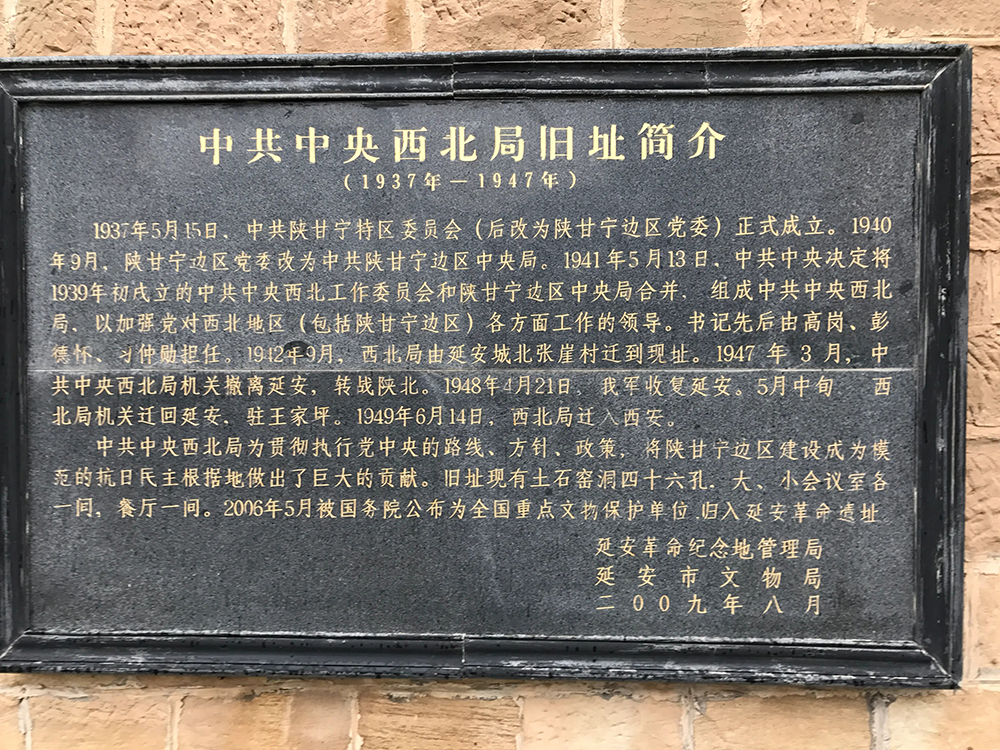 中共中央西北局旧址简介
（1937年—1947年）
1937年5月15日，中共陕甘宁特区委员会（后改为陕甘宁边区党委）正式成立。1940
年9月，陕甘宁边区党委改为中共陕甘宁边区中央局。1941年5月13日，中共中央决定将
1939年初成立的中共中央西北工作委员会和陕甘宁边区中央局合并，组成中共中央西北
局，以加强党对西北地区（包括陕甘宁边区）各方面工作的领导。书记先后由高岗、彭
德怀、习仲勋担任。1942年9月，西北局由延安城北张崖村迁到现址。1947年3月，中
共中央西北局机关撤离延安，转战陕北。1948年4月21日，我军收复延安。5月中旬 西
北局机关迁回延安，驻王家坪。1949年6月14日，西北局迁入西安。
中共中央西北局为贯彻执行党中央的路线、方针、政策，将陕甘宁边区建设成为模
范的抗日民主根据地做出了巨大的贡献。旧址现有土石窑洞四十六孔，大、小会议室各
一间，餐厅一间。2006年5月被国务院公布为全国重点文物保护单位,归入延安革命遗址
延安革命纪念地管理局
延安市文物局
二00九年八月